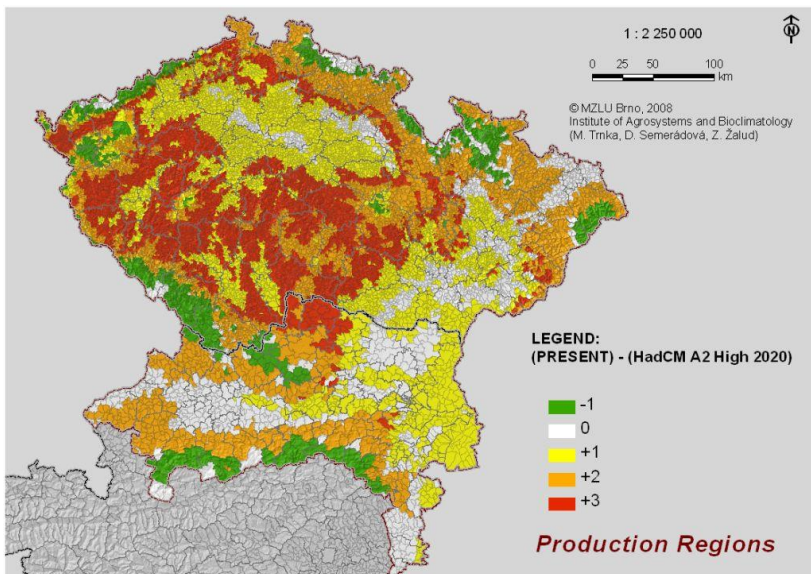 1 : 2 250 000
N
0 25 50 100
km
© MZLU Brno, 2008
Institute of Agrosystems and Bioclimatology
(M. Trnka, D. Semerádová, Z. Žalud)
LEGEND:
(PRESENT) - (HadCM A2 High 2020)
-1
0
+1
+2
+3
Production Regions